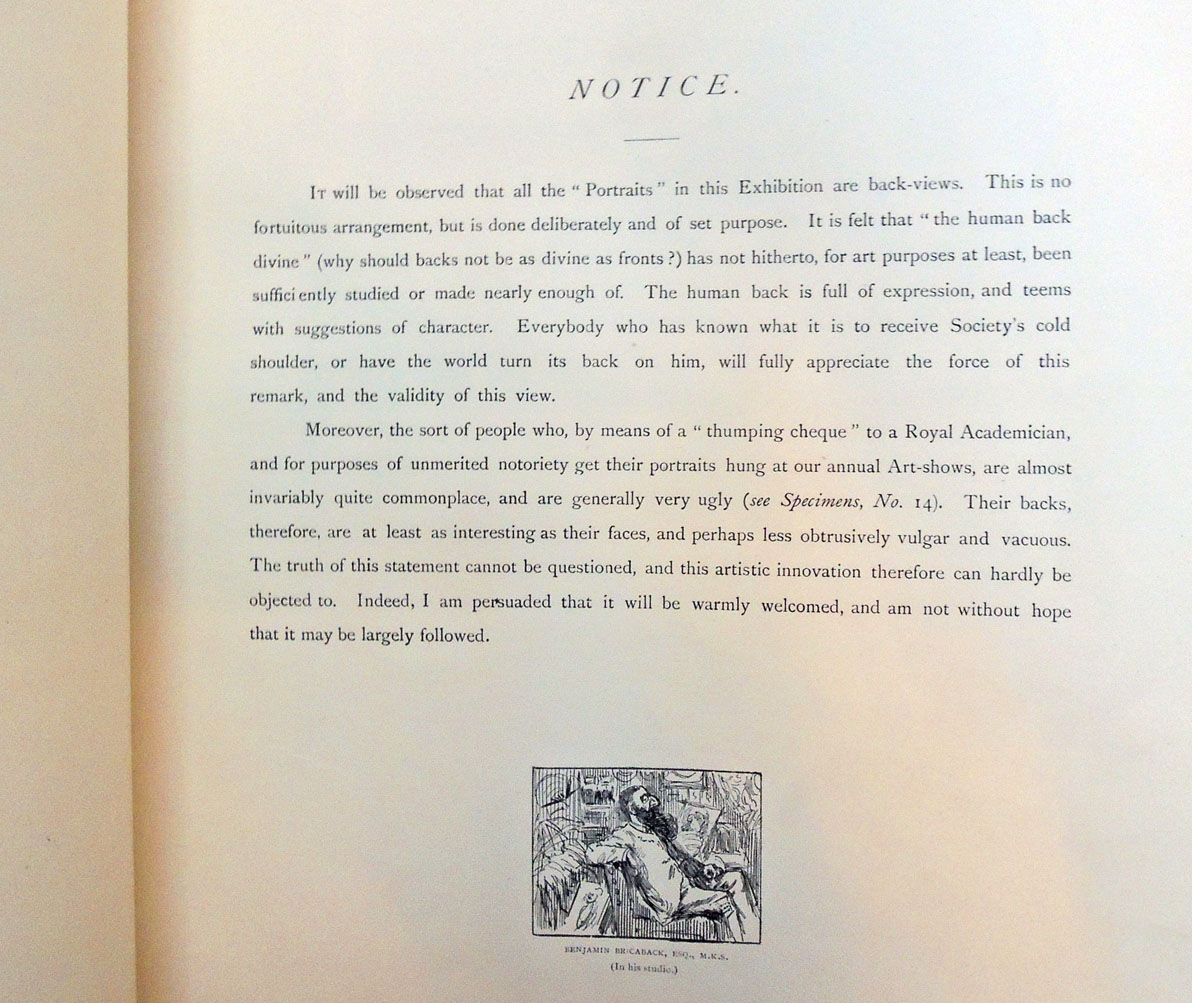 NOTICE.
IT will be observed that all the “ Portraits ” in this Exhibition are back-views. This is no
fortuitous arrangement, but is done deliberately and of set purpose. It is felt that “ the human back
divine ” (why should backs not be as divine as fronts ?) has not hitherto, for art purposes at least, been
sufficiently studied or made nearly enough of. The human back is full of expression, and teems
with suggestions of character. Everybody who has known what it is to receive Society's cold
shoulder, or have the world turn its back on him, will fully appreciate the force of this
remark, and the validity of this view.
Moreover, the sort of people who, by means of a “ thumping cheque ” to a Royal Academician,
and for purposes of unmerited notoriety get their portraits hung at our annual Art-shows, are almost
invariably quite commonplace, and are generally very ugly (see Specimens, No. 14). Their backs,
therefore, are at least as interesting as their faces, and perhaps less obtrusively vulgar and vacuous.
The truth of this statement cannot be questioned, and this artistic innovation therefore can hardly be
objected to. Indeed, I am persuaded that it will be warmly welcomed, and am not without hope
that it may be largely followed.
BENJAMIN ESQ., M.K.S.
(In his studio.)